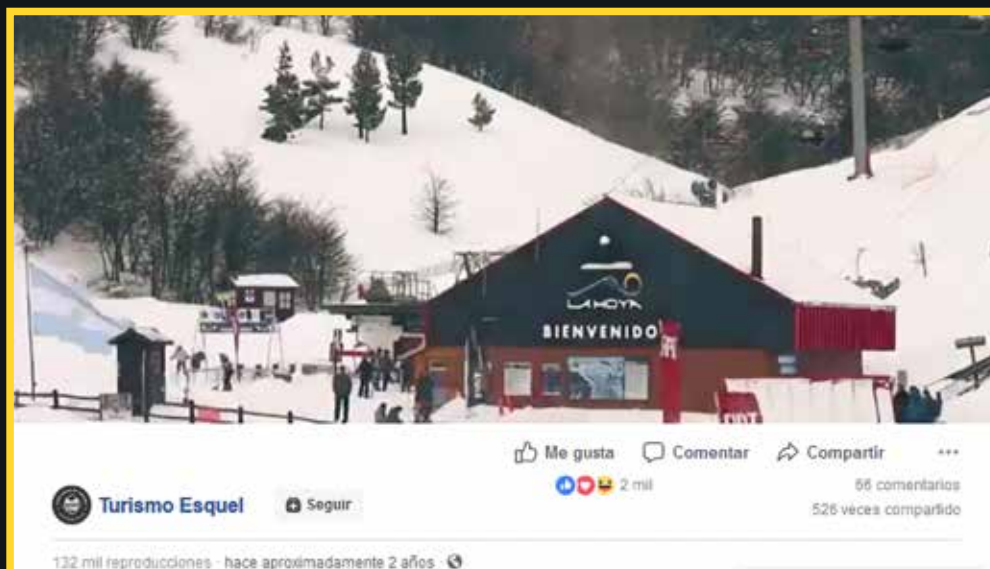 LA HOYA
BIENVENIDO
Me gusta Comentar Compartir ...
2 mil 66 comentarios
Turismo Esquel Seguir 526 veces compartido
132 mil reproducciones · hace aproximadamente 2 años ·